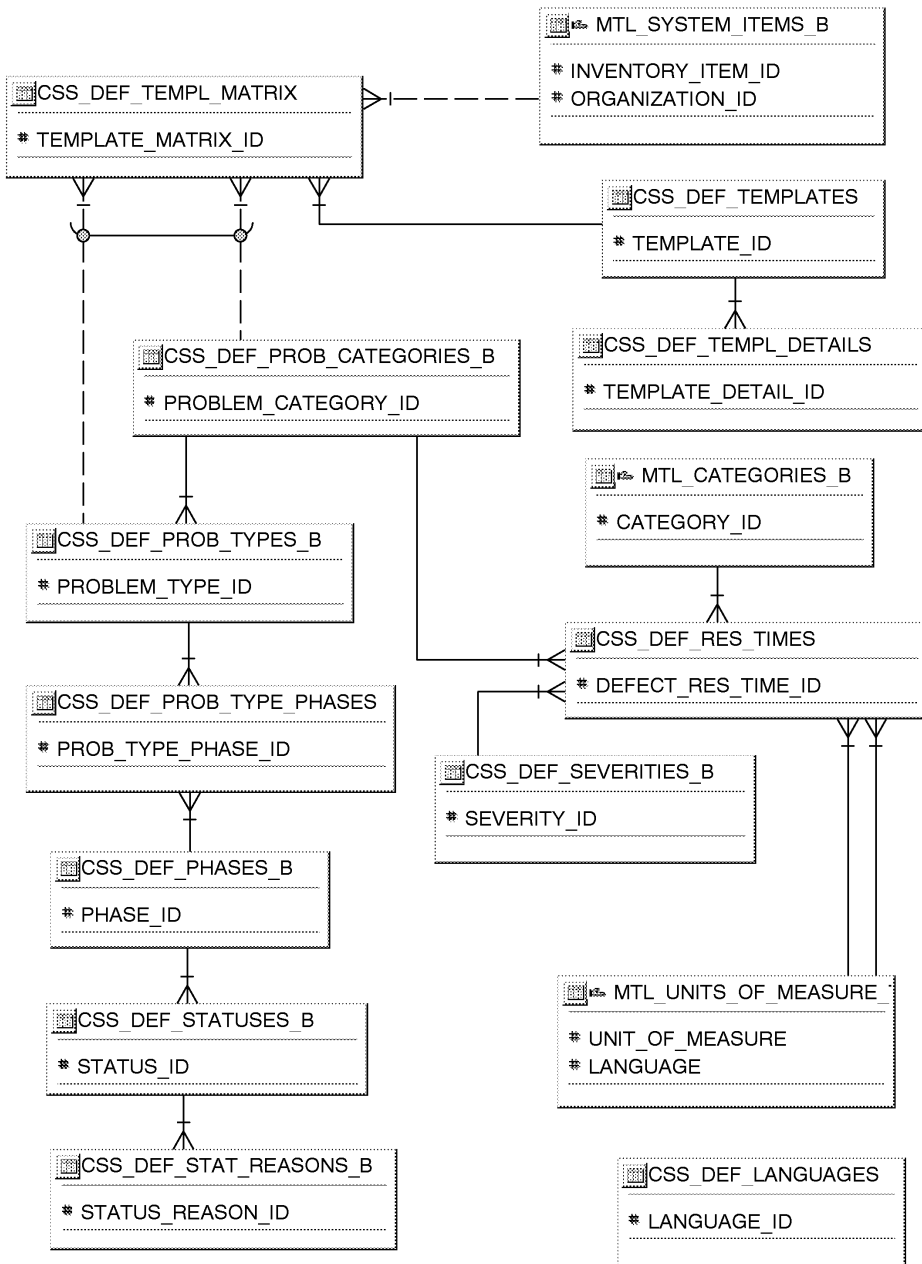 MTL_SYSTEM_ITEMS_B
# INVENTORY_ITEM_ID
# ORGANIZATION_ID
CSS_DEF_TEMPL_MATRIX
# TEMPLATE_MATRIX_ID
CSS_DEF_TEMPLATES
# TEMPLATE_ID
CSS_DEF_TEMPL_DETAILS
# TEMPLATE_DETAIL_ID
CSS_DEF_PROB_CATEGORIES_B
# PROBLEM_CATEGORY_ID
MTL_CATEGORIES_B
# CATEGORY_ID
CSS_DEF_PROB_TYPES_B
# PROBLEM_TYPE_ID
CSS_DEF_RES_TIMES
# DEFECT_RES_TIME_ID
CSS_DEF_PROB_TYPE_PHASES
# PROB_TYPE_PHASE_ID
CSS_DEF_SEVERITIES_B
# SEVERITY_ID
CSS_DEF_PHASES_B
# PHASE_ID
MTL_UNITS_OF_MEASURE_
# UNIT_OF_MEASURE
# LANGUAGE
CSS_DEF_STATUSES_B
# STATUS_ID
CSS_DEF_STAT_REASONS_B
# STATUS_REASON_ID
CSS_DEF_LANGUAGES
# LANGUAGE_ID